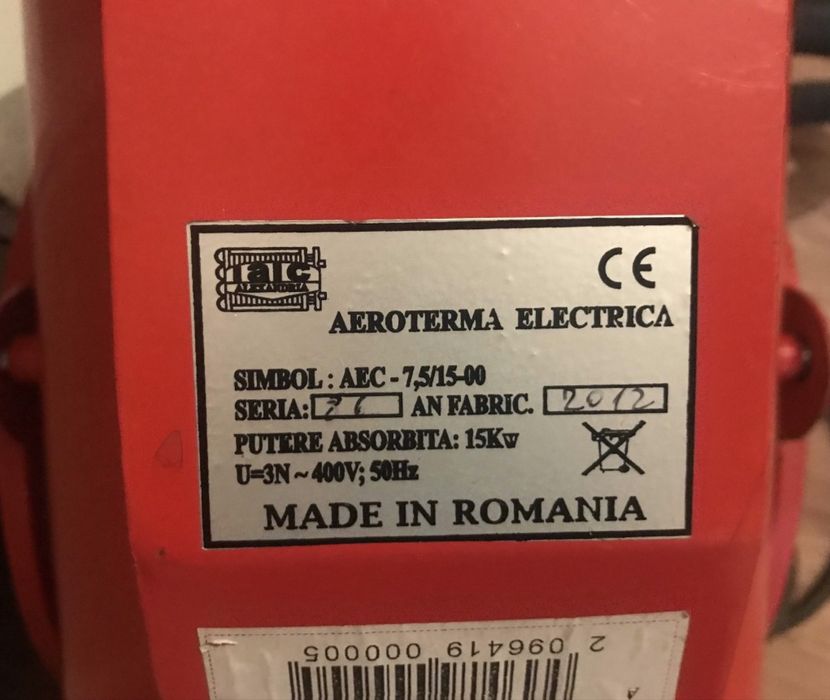 ALEXANDRIA
CE
AEROTERMA ELECTRICA
SIMBOL : AEC - 7,5/15-00
SERIA: AN FABRIC. 2012
PUTERE ABSORBITA: 15Kw
U=3N ~ 400V; 50Hz
MADE IN ROMANIA
2 096419 000005
A